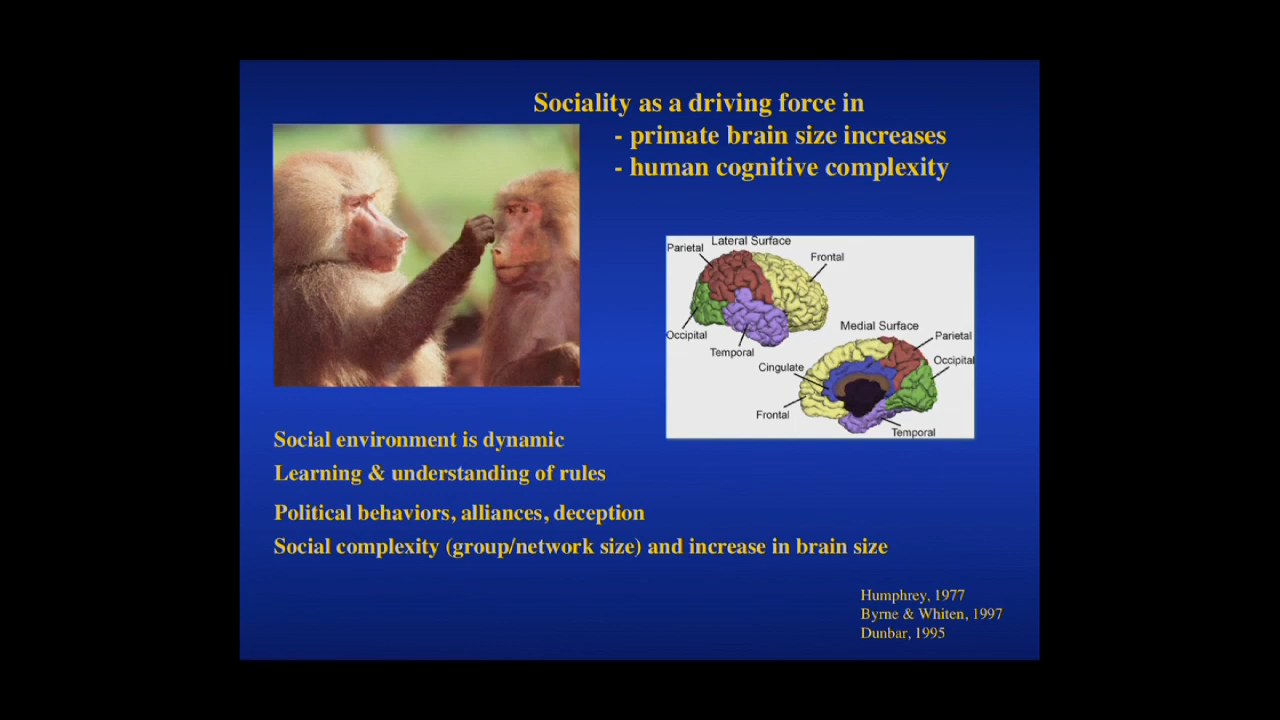 Sociality as a driving force in
- primate brain size increases
- human cognitive complexity
Lateral Surface
Parietal
Frontal
Occipital
Temporal
Medial Surface
Parietal
Occipital
Cingulate
Frontal
Temporal
Social environment is dynamic
Learning & understanding of rules
Political behaviors, alliances, deception
Social complexity (group/network size) and increase in brain size
Humphrey, 1977
Byrne & Whiten, 1997
Dunbar, 1995